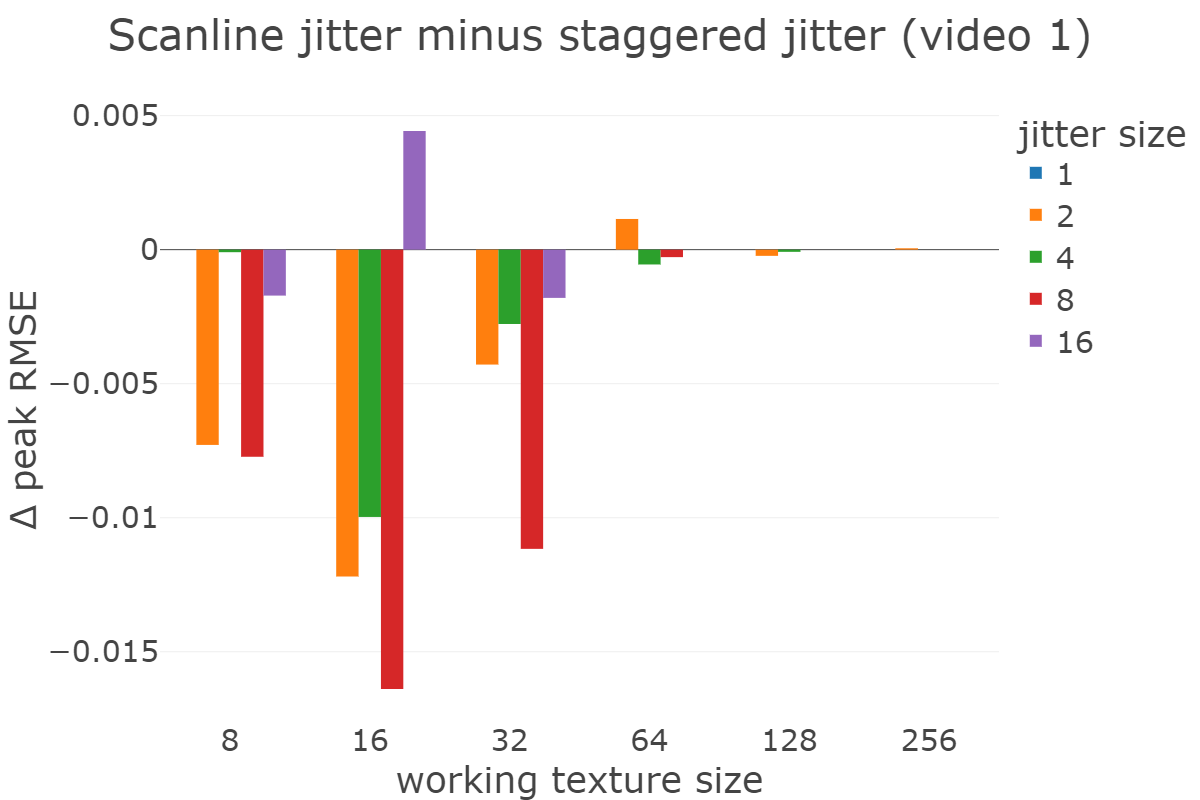 Scanline jitter minus staggered jitter (video 1)
0.005
0
−0.005
−0.01
−0.015
Δ peak RMSE
8 16 32 64 128 256
working texture size
jitter size
1
2
4
8
16